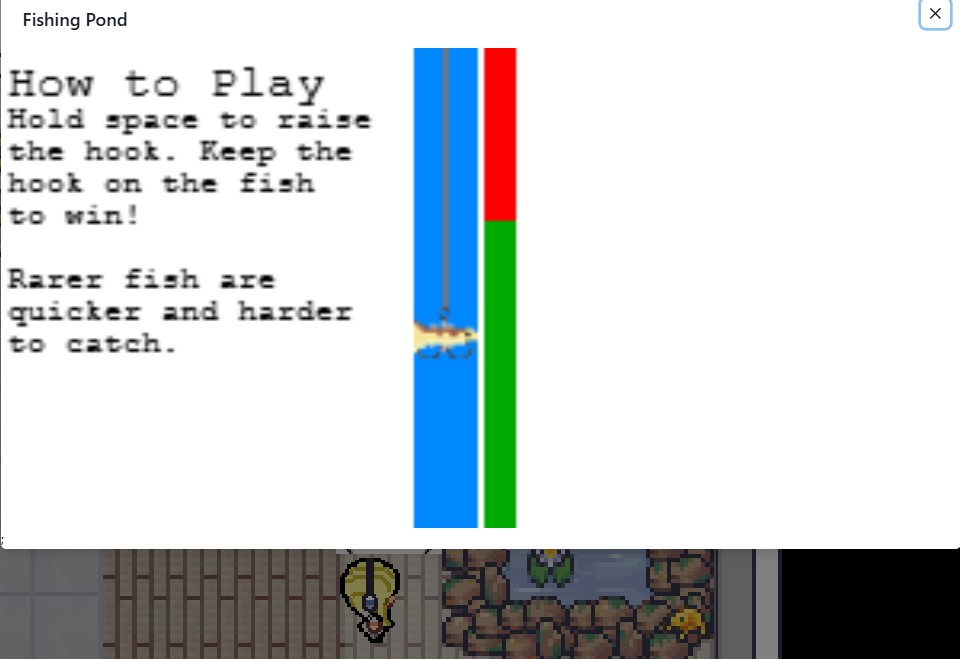 Fishing Pond
How to Play
Hold space to raise
the hook. Keep the
hook on the fish
to win!
Rarer fish are
quicker and harder
to catch.
;